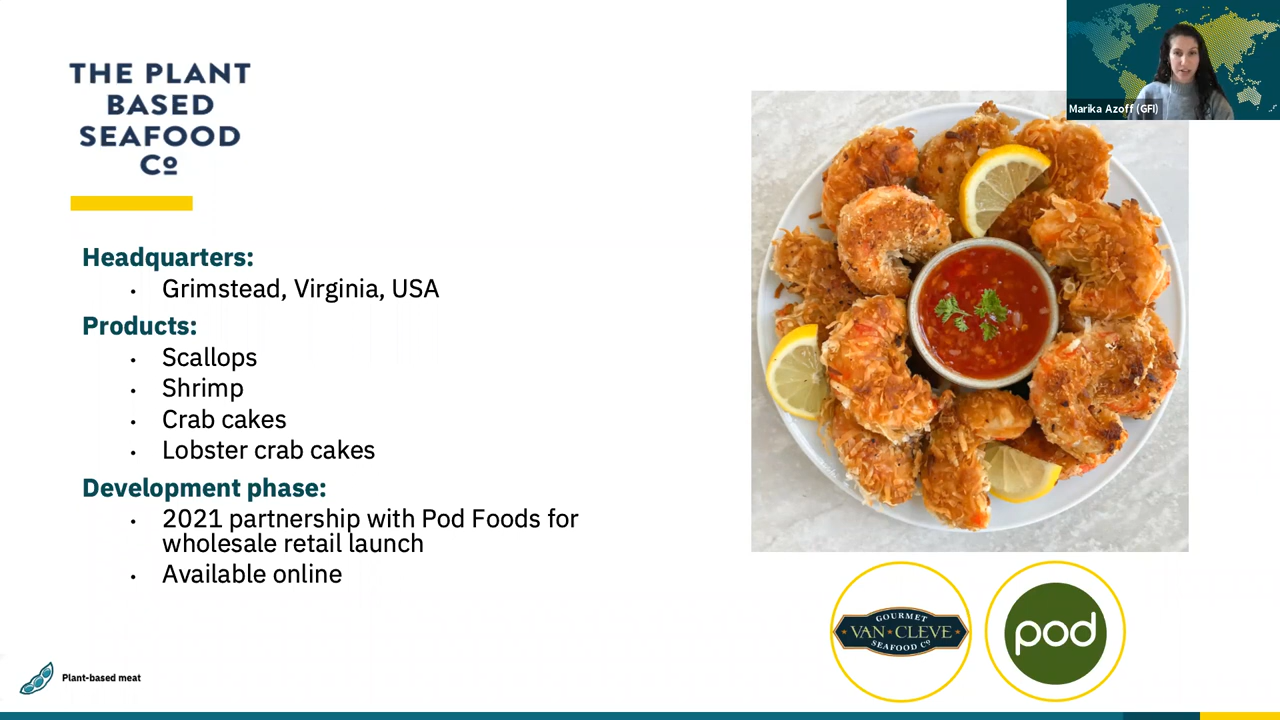 THE PLANT
BASED
SEAFOOD
Cº
Marika Azoff (GFI)
Headquarters:
• Grimstead, Virginia, USA
Products:
• Scallops
• Shrimp
• Crab cakes
• Lobster crab cakes
Development phase:
• 2021 partnership with Pod Foods for
wholesale retail launch
• Available online
GOURMET
VAN CLEVE
SEAFOOD Cº
pod
Plant-based meat